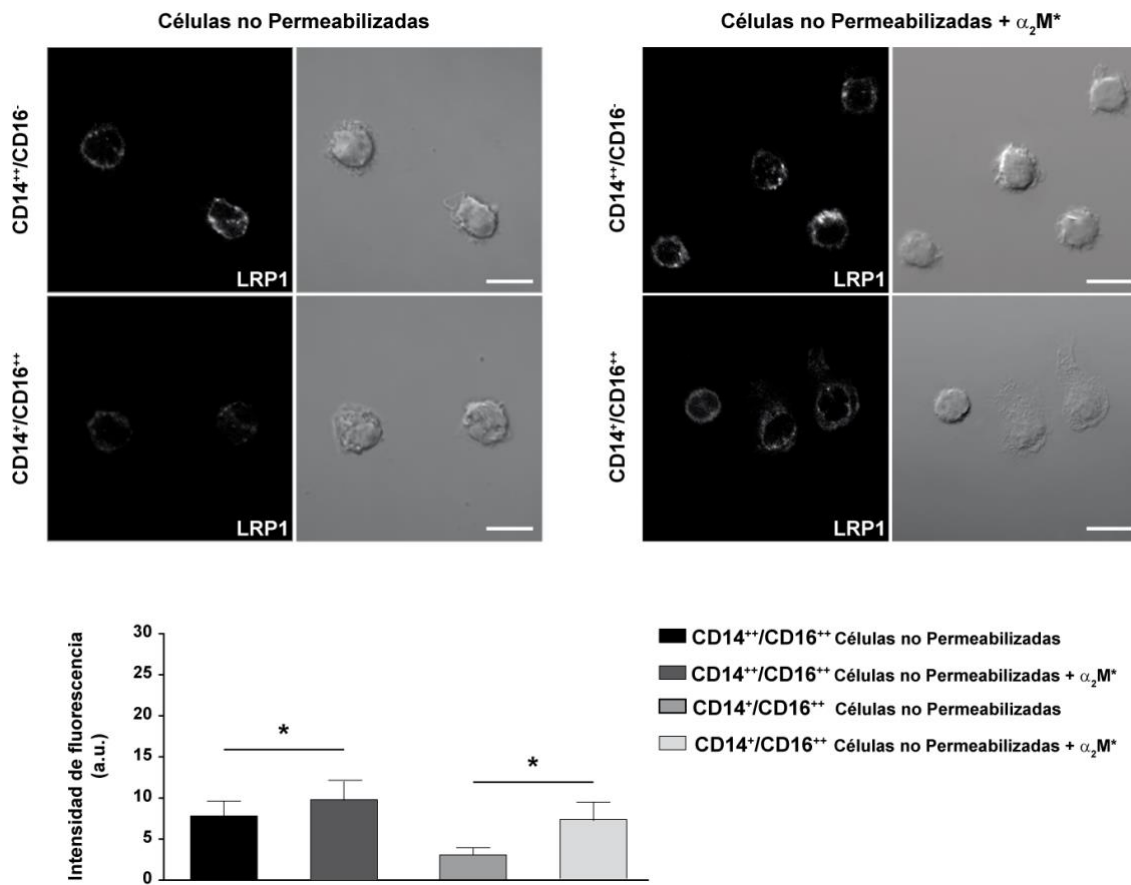 Células no Permeabilizadas
Células no Permeabilizadas + α₂M*
CD14⁺⁺/CD16⁻
LRP1
CD14⁺⁺/CD16⁻
LRP1
CD14⁺/CD16⁺⁺
LRP1
CD14⁺/CD16⁺⁺
LRP1
Intensidad de fluorescencia
(a.u.)
30
25
20
15
10
5
0
*
*
CD14⁺⁺/CD16⁺⁺ Células no Permeabilizadas
CD14⁺⁺/CD16⁺⁺ Células no Permeabilizadas + α₂M*
CD14⁺/CD16⁺⁺ Células no Permeabilizadas
CD14⁺/CD16⁺⁺ Células no Permeabilizadas + α₂M*